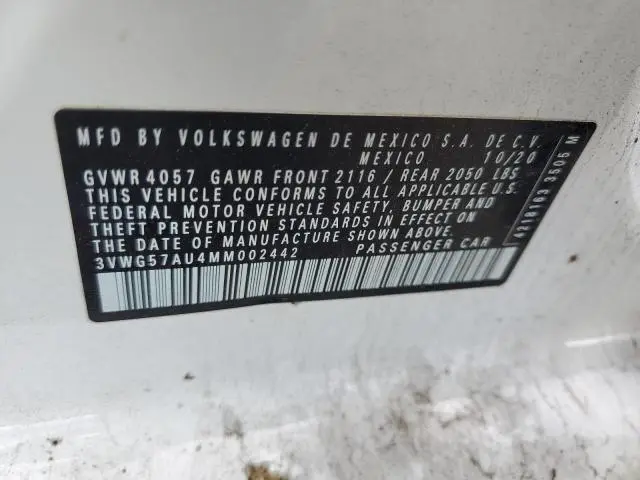 MFD BY VOLKSWAGEN DE MEXICO S.A. DE C.V.
MEXICO 10/20
GVWR 4057 GAWR FRONT 2116 / REAR 2050 LBS
THIS VEHICLE CONFORMS TO ALL APPLICABLE U.S.
FEDERAL MOTOR VEHICLE SAFETY, BUMPER AND
THEFT PREVENTION STANDARDS IN EFFECT ON
THE DATE OF MANUFACTURE SHOWN ABOVE.
3VWG57AU4MM002442 PASSENGER CAR
4218163 3505 M